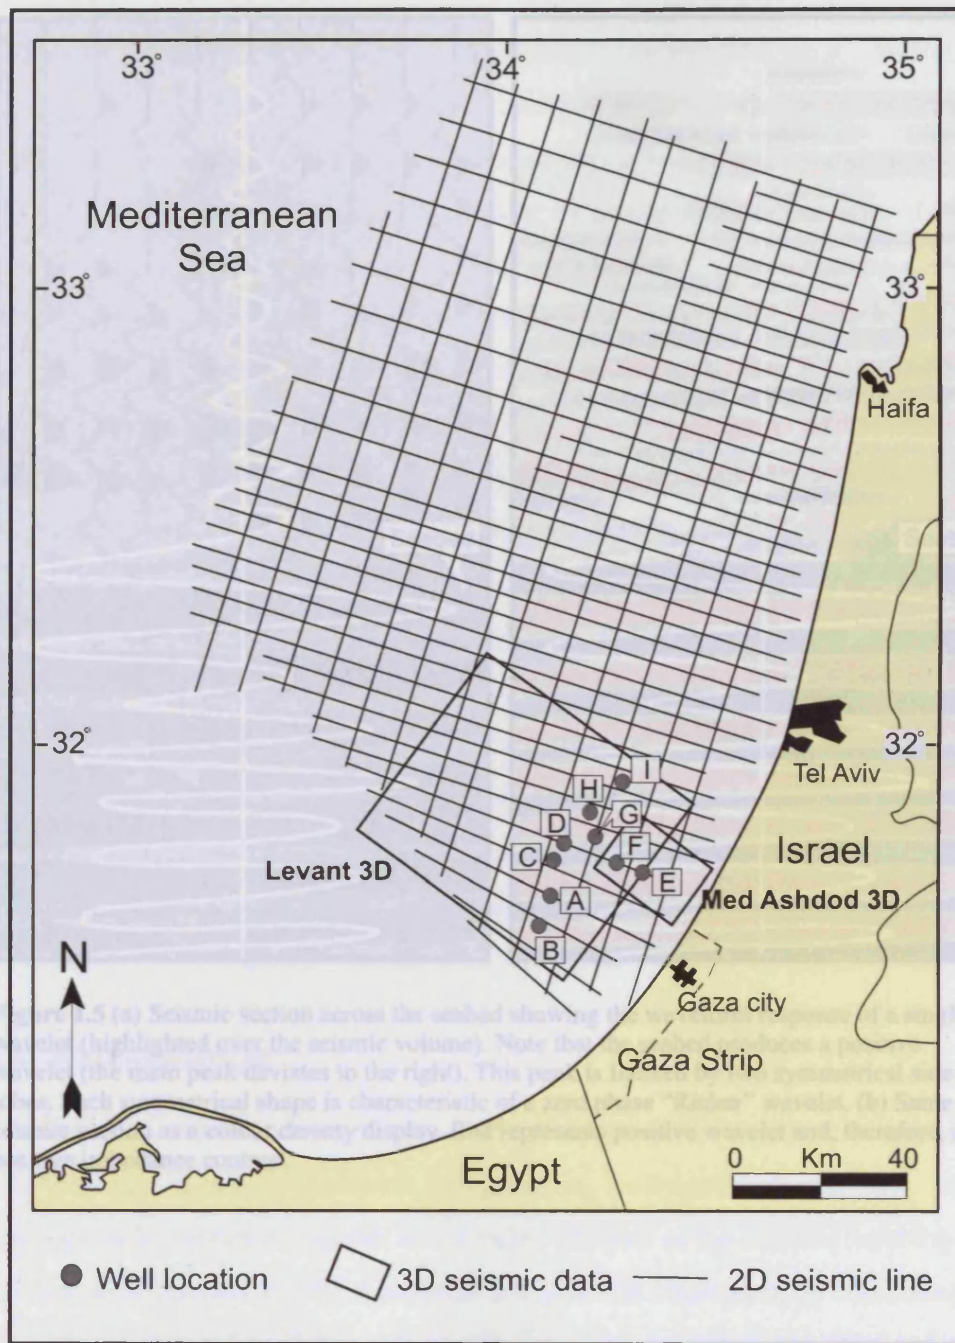 33°
34°
35°
Mediterranean
Sea
33°
33°
Haifa
32°
32°
Tel Aviv
I
H
G
D
F
C
E
Israel
Levant 3D
A
Med Ashdod 3D
B
N
Gaza city
Gaza Strip
Egypt
0 Km 40
Well location
3D seismic data
2D seismic line